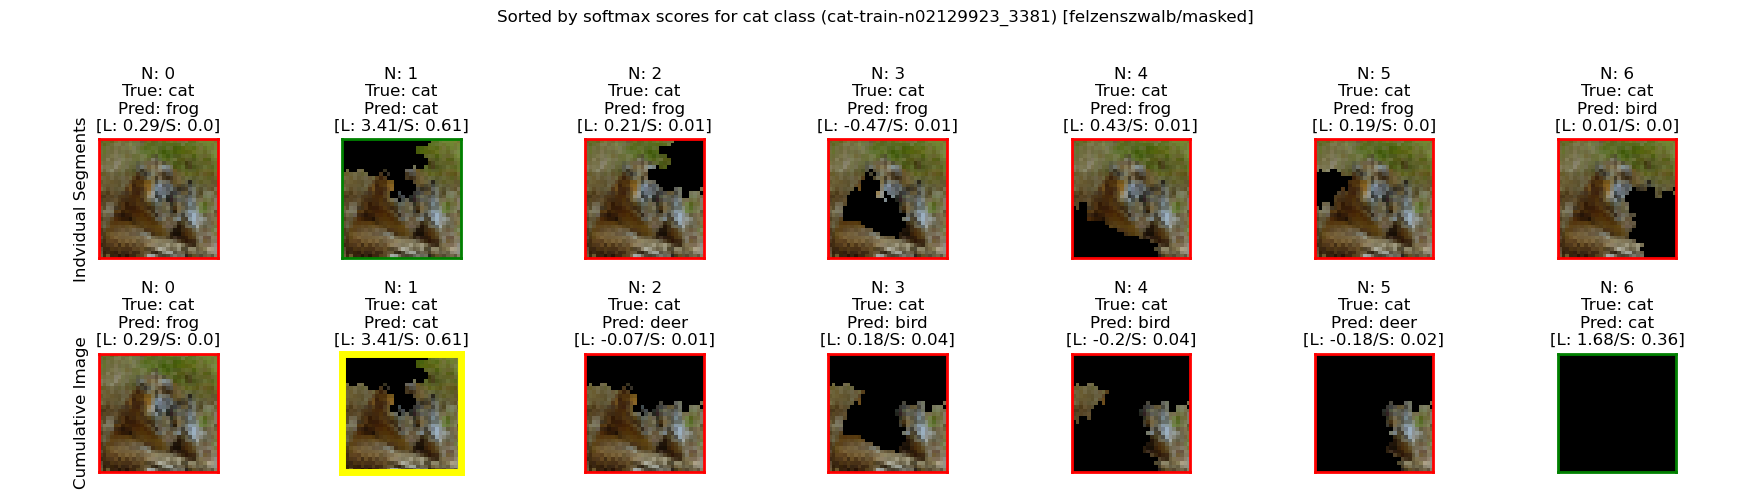 Sorted by softmax scores for cat class (cat-train-n02129923_3381) [felzenszwalb/masked]
Indvidual Segments
N: 0
True: cat
Pred: frog
[L: 0.29/S: 0.0]
N: 1
True: cat
Pred: cat
[L: 3.41/S: 0.61]
N: 2
True: cat
Pred: frog
[L: 0.21/S: 0.01]
N: 3
True: cat
Pred: frog
[L: -0.47/S: 0.01]
N: 4
True: cat
Pred: frog
[L: 0.43/S: 0.01]
N: 5
True: cat
Pred: frog
[L: 0.19/S: 0.0]
N: 6
True: cat
Pred: bird
[L: 0.01/S: 0.0]
Cumulative Image
N: 0
True: cat
Pred: frog
[L: 0.29/S: 0.0]
N: 1
True: cat
Pred: cat
[L: 3.41/S: 0.61]
N: 2
True: cat
Pred: deer
[L: -0.07/S: 0.01]
N: 3
True: cat
Pred: bird
[L: 0.18/S: 0.04]
N: 4
True: cat
Pred: bird
[L: -0.2/S: 0.04]
N: 5
True: cat
Pred: deer
[L: -0.18/S: 0.02]
N: 6
True: cat
Pred: cat
[L: 1.68/S: 0.36]